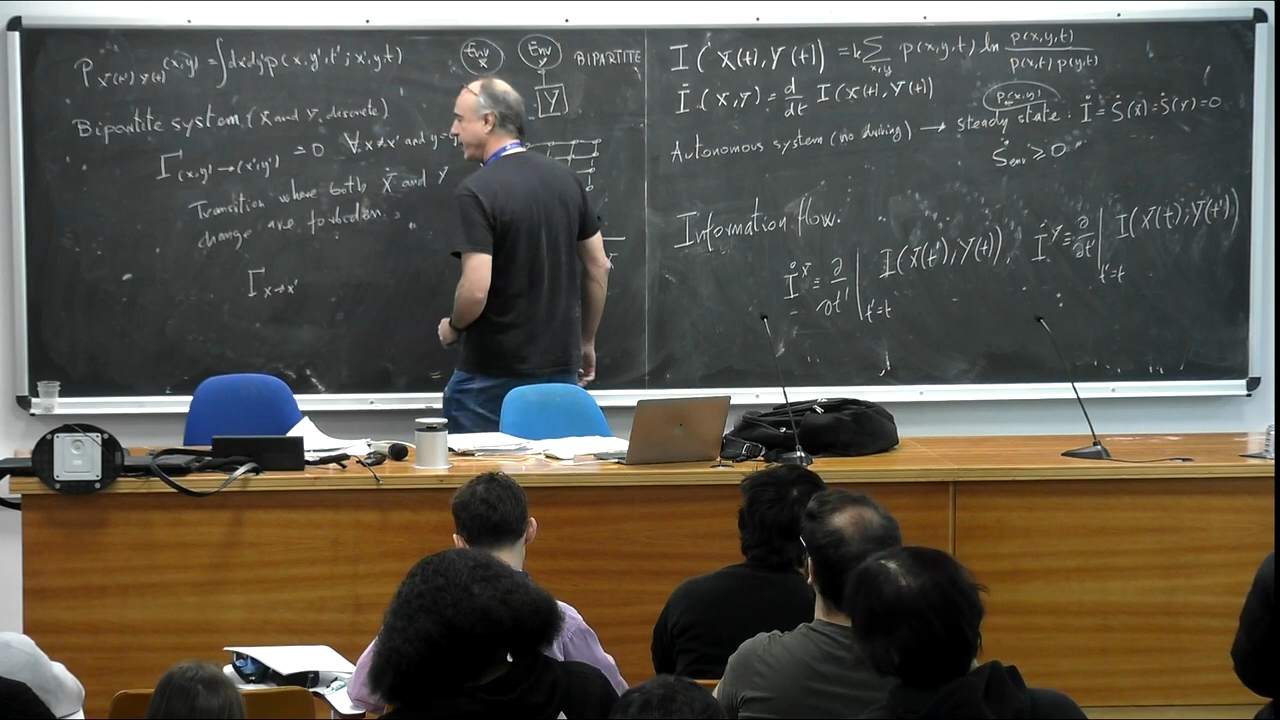 P_{X(t') Y(t)}(x,y) = ∫dx dy' p(x,y',t'; x',y,t)
Bipartite system (X and Y discrete)
Γ_{(x,y)→(x',y')} = 0 ∀ x≠x' and y≠
Transition where both X and Y
change are forbidden.
Γ_{x→x'}
Env X
Env Y
BIPARTITE
Y
I(X(t),Y(t)) = k∑_{x,y} p(x,y,t) ln p(x,y,t) / p(x,t) p(y,t)
İ(X,Y) = d/dt I(X(t),Y(t))
p(x,y)
Autonomous system (no driving) → steady state: İ = Ṡ(X) = Ṡ(Y) = 0
Ṡ_env ≥ 0
Information flow.
İ^X ≡ ∂/∂t' |_{t'=t} I(X(t'),Y(t)), İ^Y ≡ ∂/∂t' |_{t'=t} I(X(t);Y(t'))